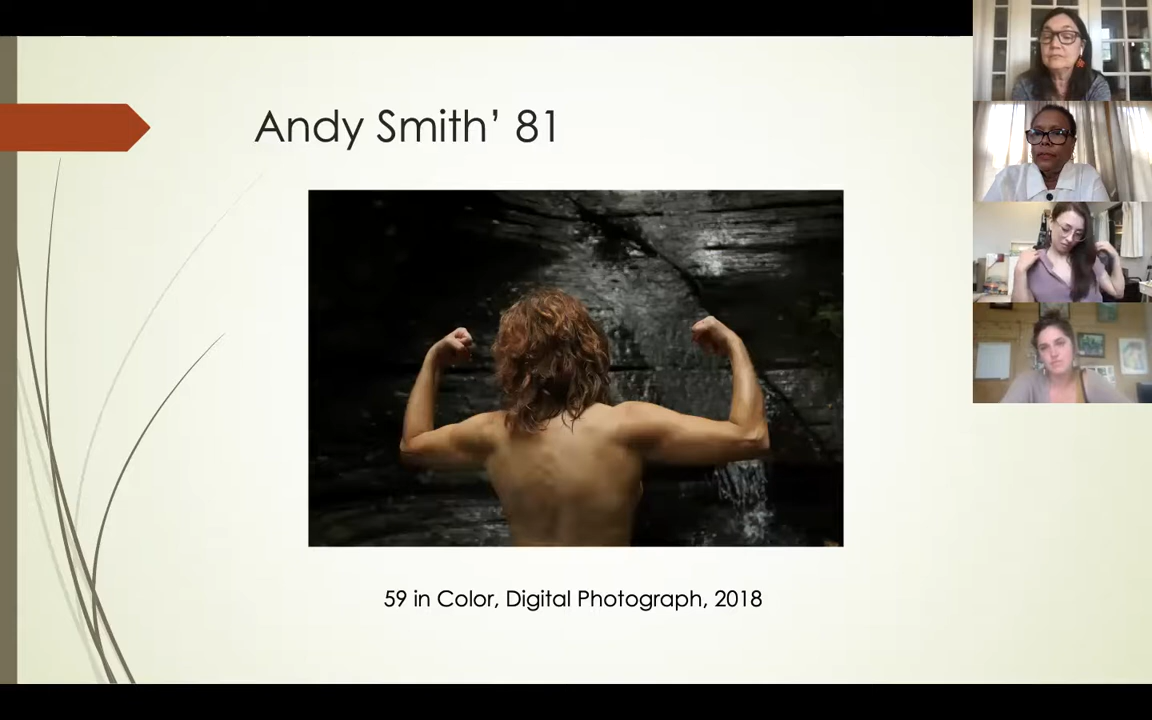 Andy Smith’ 81
59 in Color, Digital Photograph, 2018